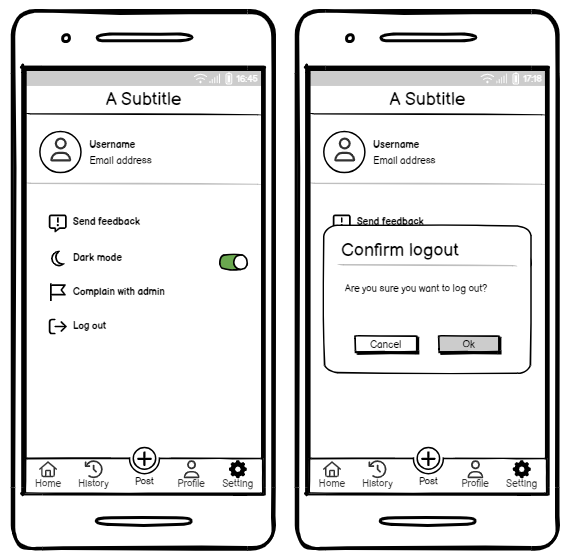 16:45
A Subtitle
Username
Email address
Send feedback
Dark mode
Complain with admin
Log out
Home History Post Profile Setting
17:18
A Subtitle
Username
Email address
Send feedback
Confirm logout
Are you sure you want to log out?
Cancel Ok
Home History Post Profile Setting